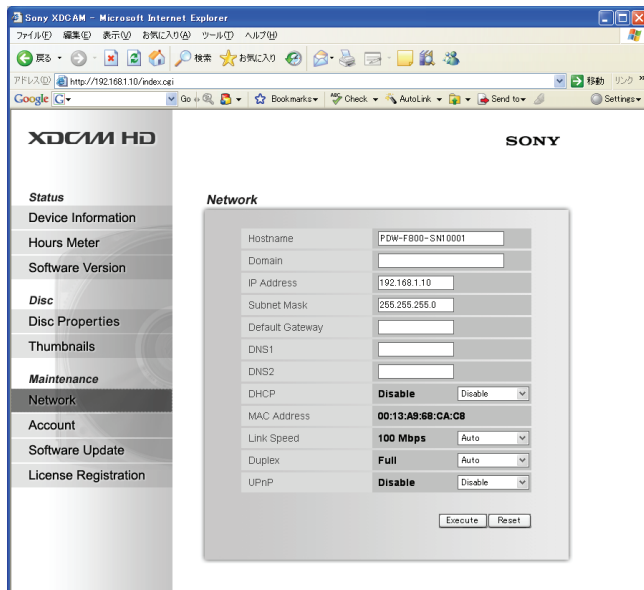 Sony XDCAM - Microsoft Internet Explorer
ファイル(F) 編集(E) 表示(V) お気に入り(A) ツール(T) ヘルプ(H)
戻る 検索 お気に入り
アドレス(D) http://192.168.1.10/index.cgi 移動 リンク »
Google G Go Bookmarks Check AutoLink Send to Settings
XDCAM HD
SONY
Status
Device Information
Hours Meter
Software Version
Disc
Disc Properties
Thumbnails
Maintenance
Network
Account
Software Update
License Registration
Network
Hostname PDW-F800-SN10001
Domain
IP Address 192.168.1.10
Subnet Mask 255.255.255.0
Default Gateway
DNS1
DNS2
DHCP Disable Disable
MAC Address 00:13:A9:68:CA:C8
Link Speed 100 Mbps Auto
Duplex Full Auto
UPnP Disable Disable
Execute Reset